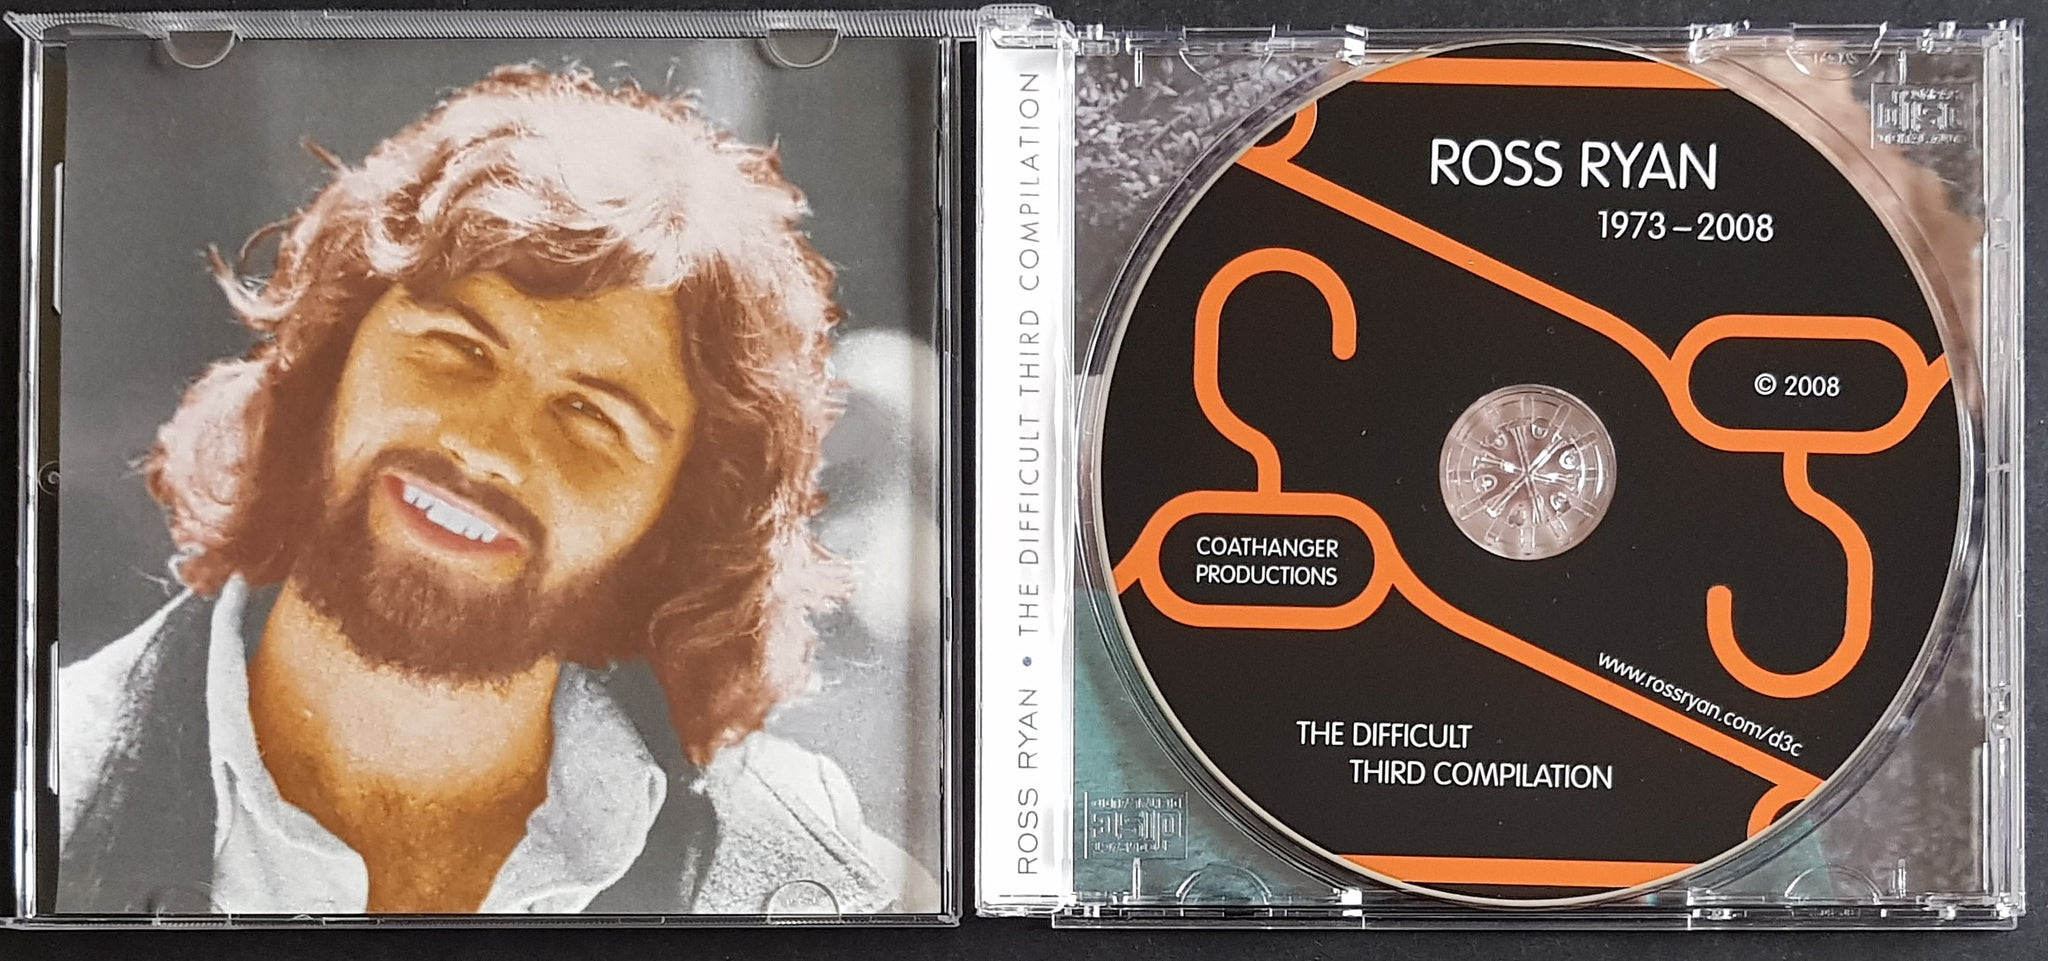 ROSS RYAN • THE DIFFICULT THIRD COMPILATION
ROSS RYAN
1973–2008
© 2008
COATHANGER
PRODUCTIONS
www.rossryan.com/d3c
THE DIFFICULT
THIRD COMPILATION